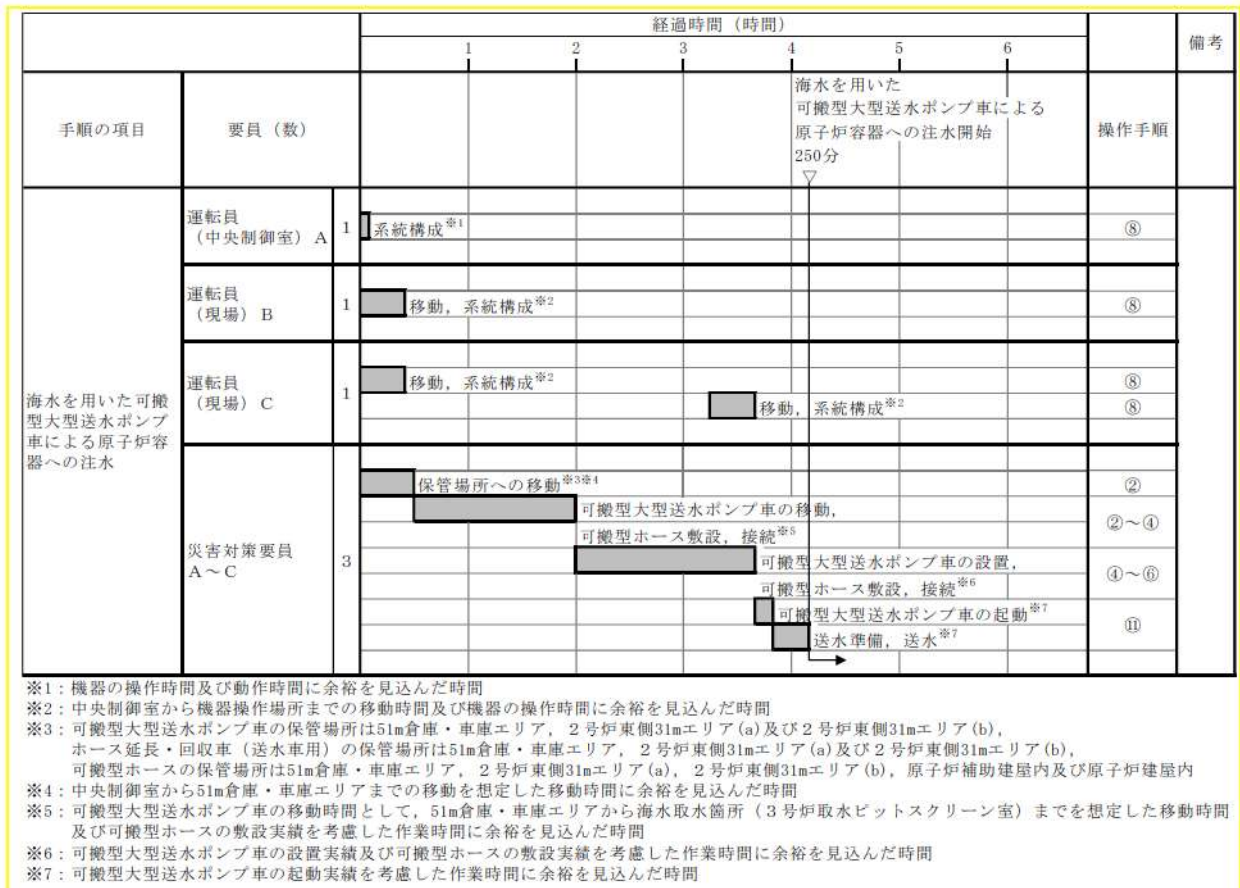 経過時間（時間）
備考
1 2 3 4 5 6
手順の項目
要員（数）
海水を用いた
可搬型大型送水ポンプ車による
原子炉容器への注水開始
250分
操作手順
海水を用いた可搬
型大型送水ポンプ
車による原子炉容
器への注水
運転員
（中央制御室）A
1
系統構成※1
⑧
運転員
（現場）B
1
移動，系統構成※2
⑧
運転員
（現場）C
1
移動，系統構成※2
⑧
移動，系統構成※2
⑧
災害対策要員
A～C
3
保管場所への移動※3※4
②
可搬型大型送水ポンプ車の移動，
可搬型ホース敷設，接続※5
②～④
可搬型大型送水ポンプ車の設置，
可搬型ホース敷設，接続※6
④～⑥
可搬型大型送水ポンプ車の起動※7
送水準備，送水※7
⑪
※1：機器の操作時間及び動作時間に余裕を見込んだ時間
※2：中央制御室から機器操作場所までの移動時間及び機器の操作時間に余裕を見込んだ時間
※3：可搬型大型送水ポンプ車の保管場所は51m倉庫・車庫エリア，２号炉東側31mエリア(a)及び２号炉東側31mエリア(b)，
ホース延長・回収車（送水車用）の保管場所は51m倉庫・車庫エリア，２号炉東側31mエリア(a)及び２号炉東側31mエリア(b)，
可搬型ホースの保管場所は51m倉庫・車庫エリア，２号炉東側31mエリア(a)，２号炉東側31mエリア(b)，原子炉補助建屋内及び原子炉建屋内
※4：中央制御室から51m倉庫・車庫エリアまでの移動を想定した移動時間に余裕を見込んだ時間
※5：可搬型大型送水ポンプ車の移動時間として，51m倉庫・車庫エリアから海水取水箇所（３号炉取水ピットスクリーン室）までを想定した移動時間
及び可搬型ホースの敷設実績を考慮した作業時間に余裕を見込んだ時間
※6：可搬型大型送水ポンプ車の設置実績及び可搬型ホースの敷設実績を考慮した作業時間に余裕を見込んだ時間
※7：可搬型大型送水ポンプ車の起動実績を考慮した作業時間に余裕を見込んだ時間